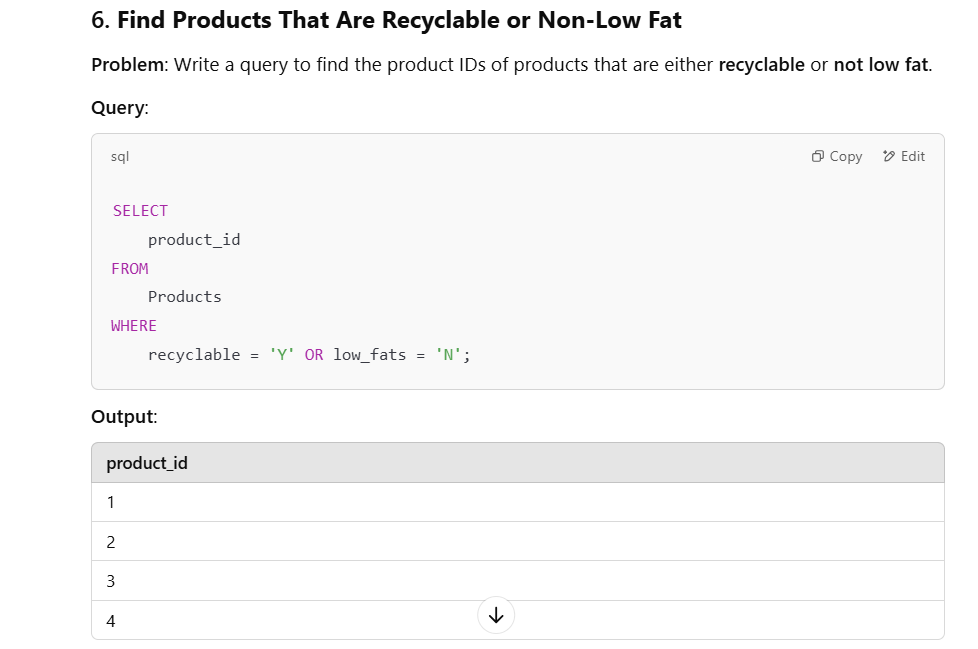 6. Find Products That Are Recyclable or Non-Low Fat
Problem: Write a query to find the product IDs of products that are either recyclable or not low fat.
Query:
sql
Copy
Edit
SELECT
product_id
FROM
Products
WHERE
recyclable = 'Y' OR low_fats = 'N';
Output:
product_id
1
2
3
4